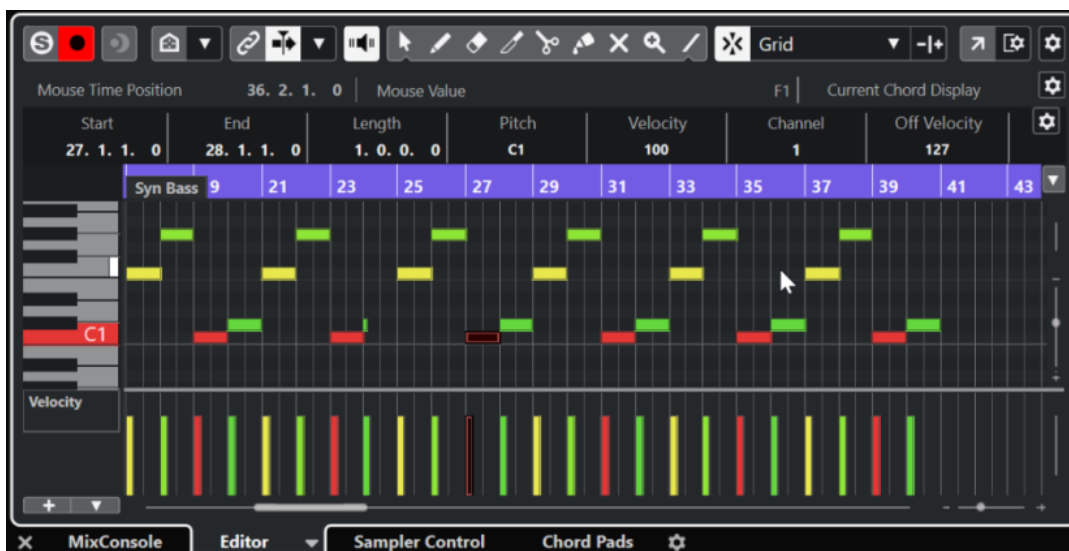 S
Grid
Mouse Time Position 36. 2. 1. 0 Mouse Value F1 Current Chord Display
Start End Length Pitch Velocity Channel Off Velocity
27. 1. 1. 0 28. 1. 1. 0 1. 0. 0. 0 C1 100 1 127
Syn Bass 9 21 23 25 27 29 31 33 35 37 39 41 43
C1
Velocity
MixConsole Editor Sampler Control Chord Pads